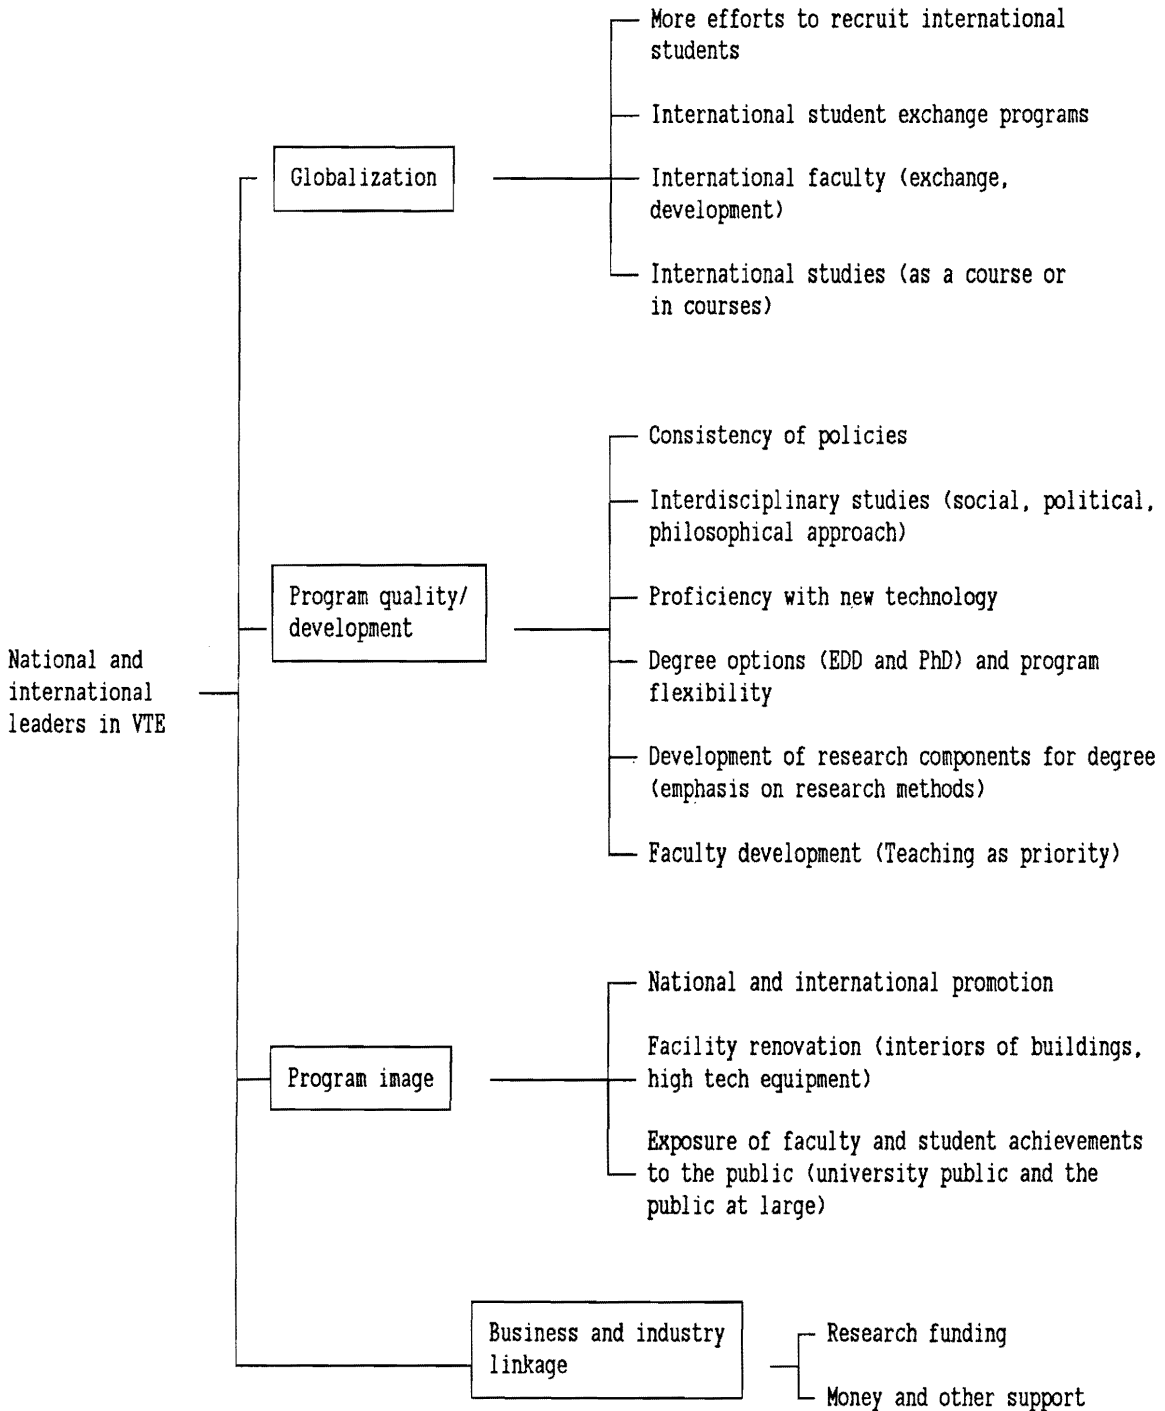 More efforts to recruit international
students
International student exchange programs
Globalization
International faculty (exchange,
development)
International studies (as a course or
in courses)
Consistency of policies
Interdisciplinary studies (social, political,
philosophical approach)
Program quality/
development
Proficiency with new technology
National and
international
leaders in VTE
Degree options (EDD and PhD) and program
flexibility
Development of research components for degree
(emphasis on research methods)
Faculty development (Teaching as priority)
National and international promotion
Program image
Facility renovation (interiors of buildings,
high tech equipment)
Exposure of faculty and student achievements
to the public (university public and the
public at large)
Business and industry
linkage
Research funding
Money and other support